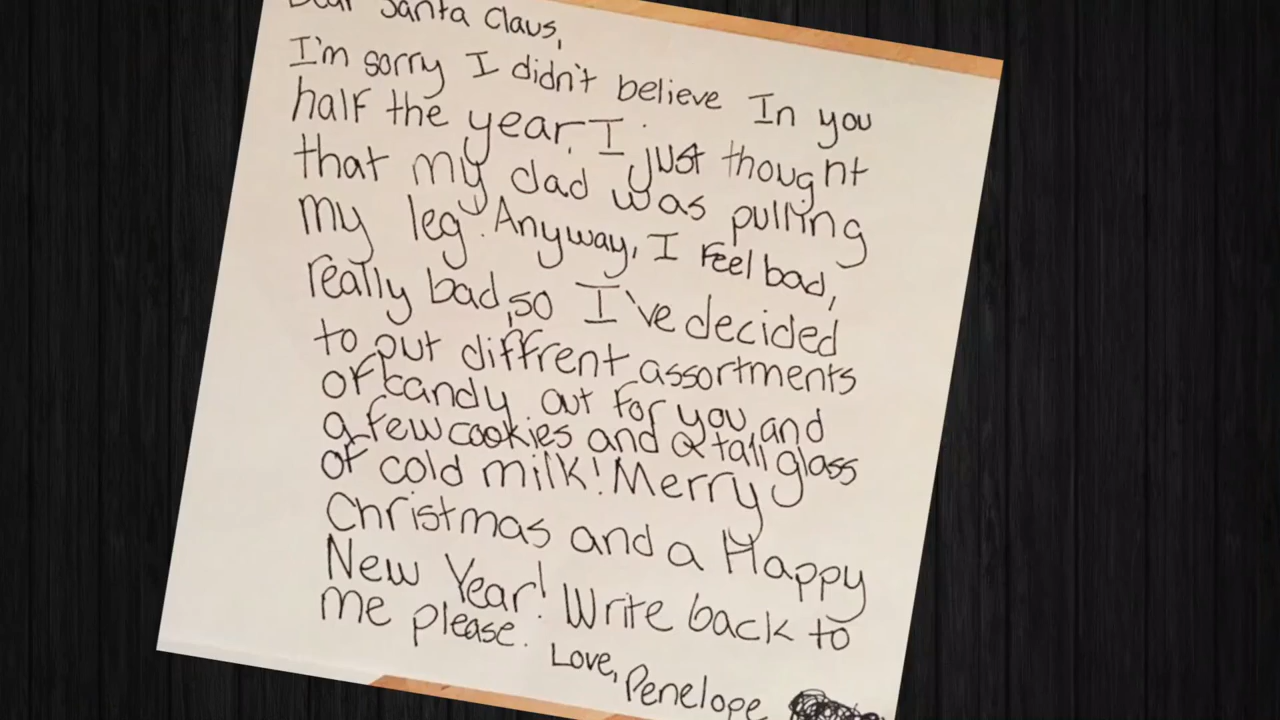 Dear Santa Claus,
I'm sorry I didn't believe In you
half the year. I just thought
that my dad was pulling
my leg. Anyway, I Feel bad,
really bad, so I've decided
to put diffrent assortments
of candy out for you and
a few cookies and a tall glass
of cold milk! Merry
Christmas and a Happy
New Year! Write back to
me please.
Love, Penelope